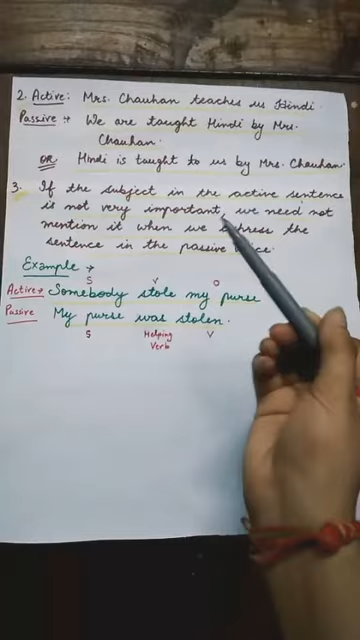 2. Active: Mrs. Chauhan teaches us Hindi.
Passive:→ We are taught Hindi by Mrs.
Chauhan.
OR Hindi is taught to us by Mrs. Chauhan.
3. If the subject in the active sentence
is not very important, we need not
mention it when we the
sentence in the passive voice.
Example →
S V O
Active:→ Somebody stole my purse
Passive My purse was stolen.
S Helping V
Verb